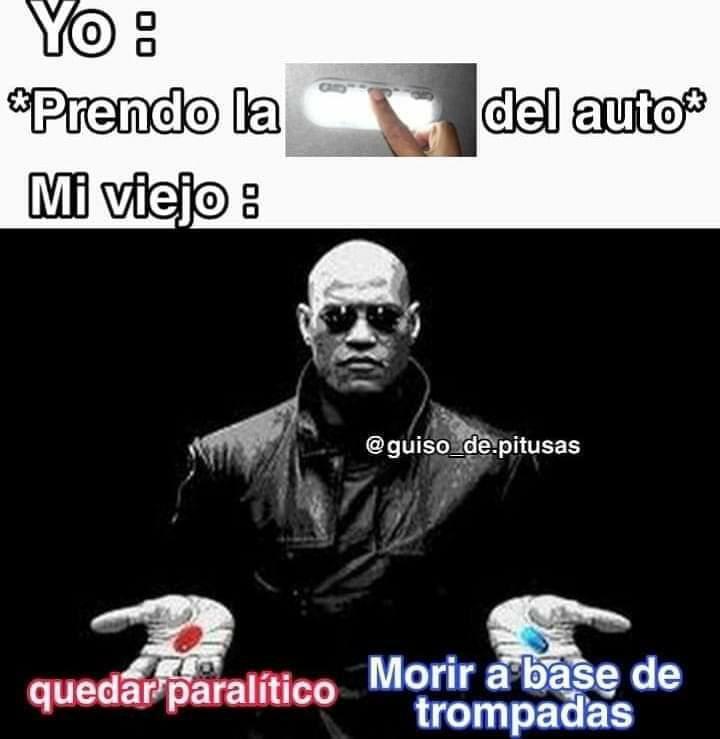 Yo :
*Prendo la del auto*
Mi viejo :
@guiso_de.pitusas
quedar paralítico
Morir a base de
trompadas